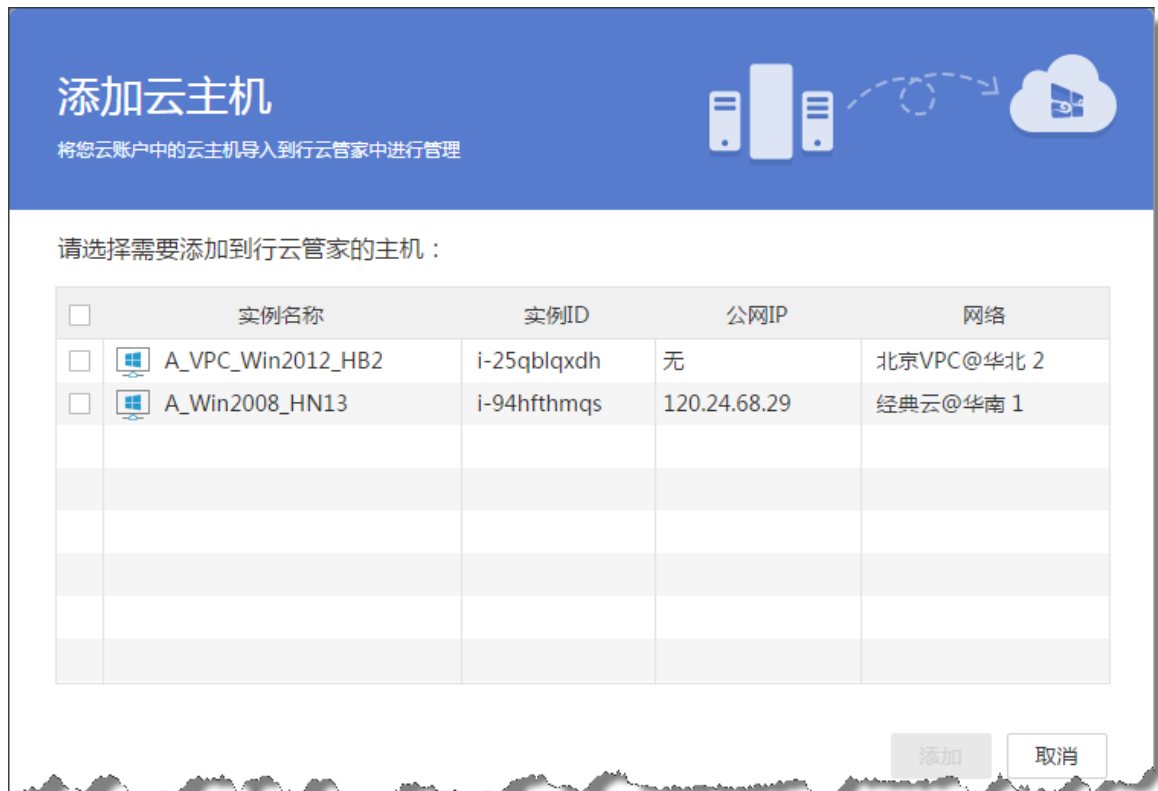 添加云主机
将您云账户中的云主机导入到行云管家中进行管理
请选择需要添加到行云管家的主机：
实例名称 实例ID 公网IP 网络
A_VPC_Win2012_HB2 i-25qblqxdh 无 北京VPC@华北 2
A_Win2008_HN13 i-94hfthmqs 120.24.68.29 经典云@华南 1
添加 取消